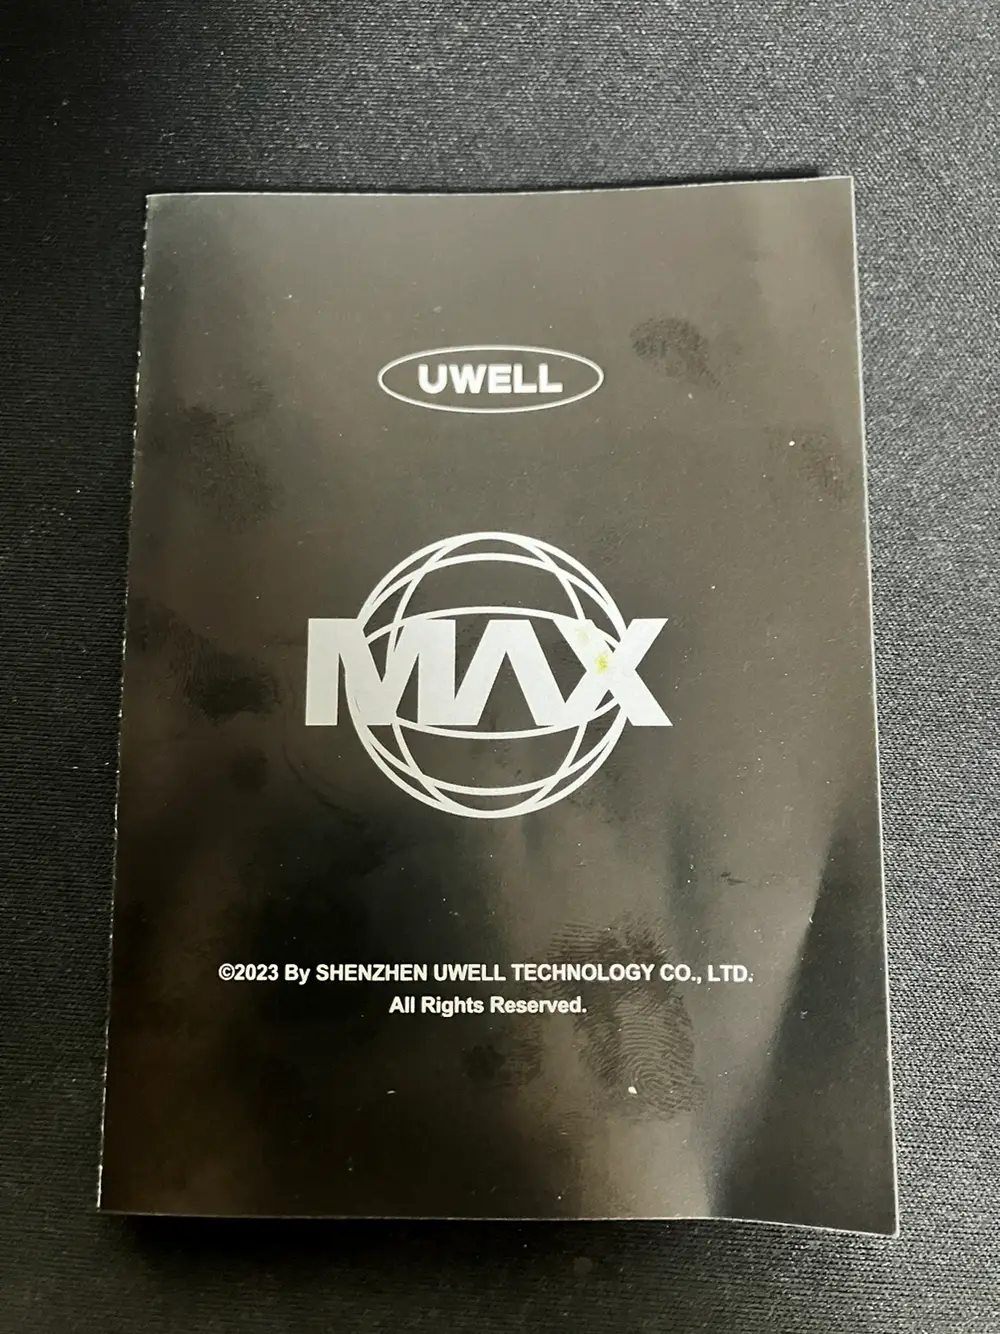 UWELL
MAX
©2023 By SHENZHEN UWELL TECHNOLOGY CO., LTD.
All Rights Reserved.